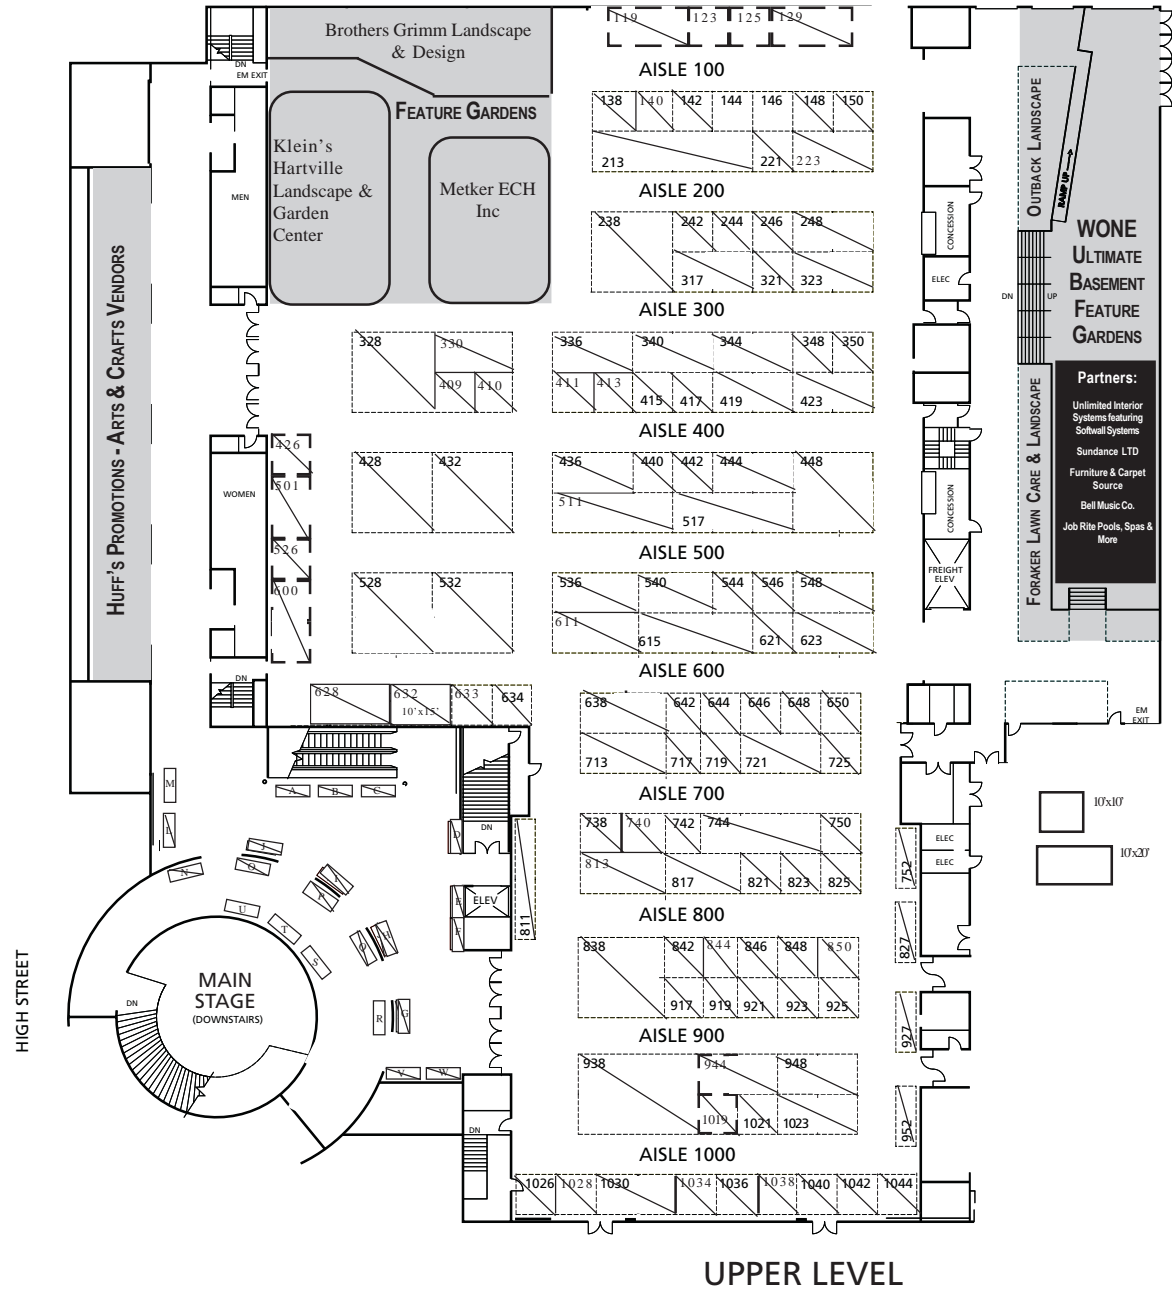 119 123 125 129
Brothers Grimm Landscape
& Design
DN
EM EXIT
AISLE 100
FEATURE GARDENS
138 140 142 144 146 148 150
213 221 223
Klein's
Hartville
Landscape &
Garden
Center
Metker ECH
Inc
MEN
AISLE 200
238 242 244 246 248
317 321 323
CONCESSION
ELEC
OUTBACK LANDSCAPE
RAMP UP
WONE
ULTIMATE
BASEMENT
FEATURE
GARDENS
DN UP
HUFF'S PROMOTIONS - ARTS & CRAFTS VENDORS
AISLE 300
328 330 336 340 344 348 350
409 410 411 413 415 417 419 423
Partners:
Unlimited Interior
Systems featuring
Softwall Systems
Sundance LTD
Furniture & Carpet
Source
Bell Music Co.
Job Rite Pools, Spas &
More
FORAKER LAWN CARE & LANDSCAPE
AISLE 400
426
501
526
600
WOMEN
428 432 436 440 442 444 448
511 517
CONCESSION
FREIGHT
ELEV
AISLE 500
528 532 536 540 544 546 548
611 615 621 623
AISLE 600
DN
628 632 633 634
10'x15'
638 642 644 646 648 650
713 717 719 721 725
EM
EXIT
AISLE 700
M
L
A B C
D
DN
738 740 742 744 750
813 817 821 823 825
811
752
ELEC
ELEC
10'x10'
10'x20'
AISLE 800
N
J
Q
I
P
U
T
S
O
H
E
F
ELEV
838 842 844 846 848 850
917 919 921 923 925
827
HIGH STREET
MAIN
STAGE
(DOWNSTAIRS)
DN
R G
AISLE 900
927
938 944 948
1019 1021 1023
952
V W
DN
AISLE 1000
1026 1028 1030 1034 1036 1038 1040 1042 1044
UPPER LEVEL